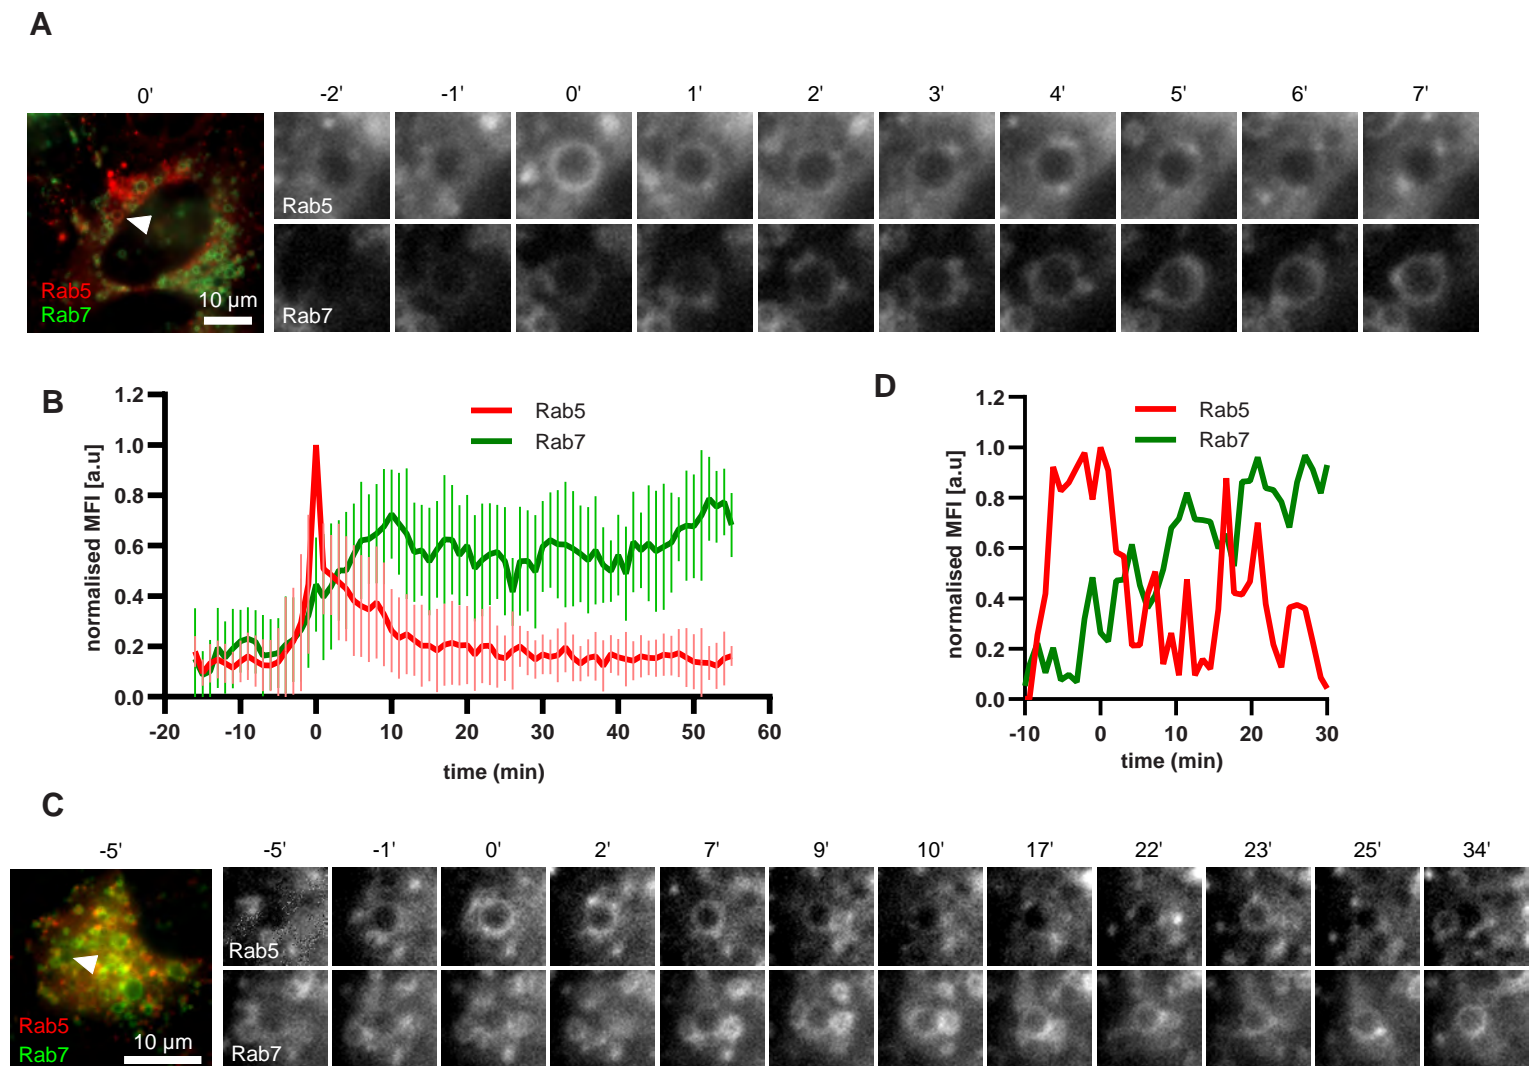 A
0' -2' -1' 0' 1' 2' 3' 4' 5' 6' 7'
Rab5
Rab7
10 µm
Rab5
Rab7
B
1.2
1.0
0.8
0.6
0.4
0.2
0.0
normalised MFI [a.u]
Rab5
Rab7
-20 -10 0 10 20 30 40 50 60
time (min)
D
1.2
1.0
0.8
0.6
0.4
0.2
0.0
normalised MFI [a.u]
Rab5
Rab7
-10 0 10 20 30
time (min)
C
-5' -5' -1' 0' 2' 7' 9' 10' 17' 22' 23' 25' 34'
Rab5
Rab7
10 µm
Rab5
Rab7